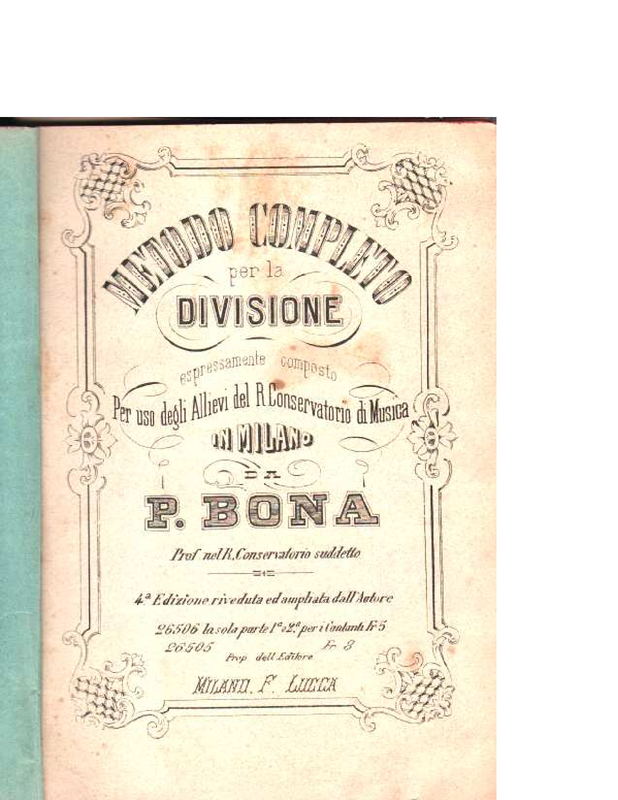 METODO COMPLETO
per la
DIVISIONE
espressamente composto
Per uso degli Allievi del R. Conservatorio di Musica
IN MILANO
DA
P. BONA
Prof. nel R. Conservatorio suddetto
4.ª Edizione riveduta ed ampliata dall'Autore
26506 la sola parte 1ª e 2ª per i Cantanti Fr 5
26505 Fr 8
Prop. dell'Editore
MILANO. F. LUCCA